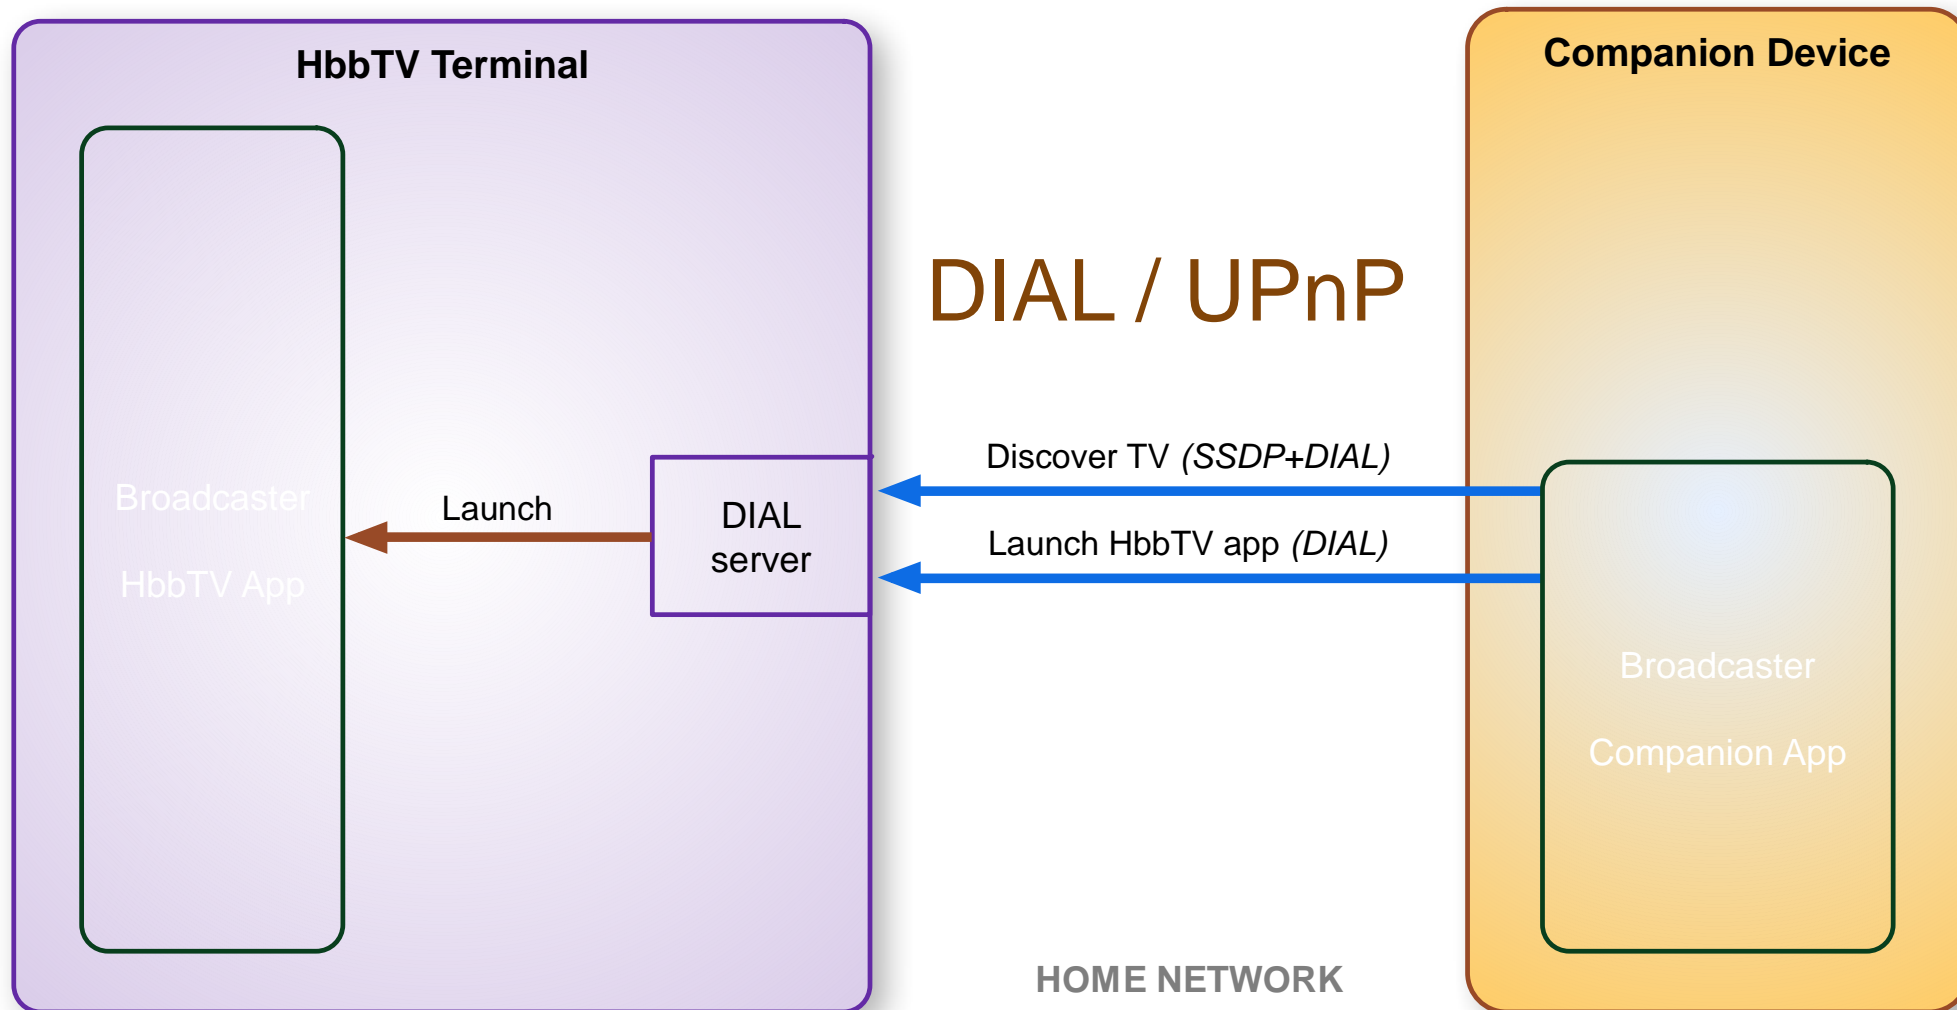 HbbTV Terminal
Companion Device
DIAL / UPnP
Discover TV (SSDP+DIAL)
Launch HbbTV app (DIAL)
Launch
DIAL
server
Broadcaster
HbbTV App
Broadcaster
Companion App
HOME NETWORK